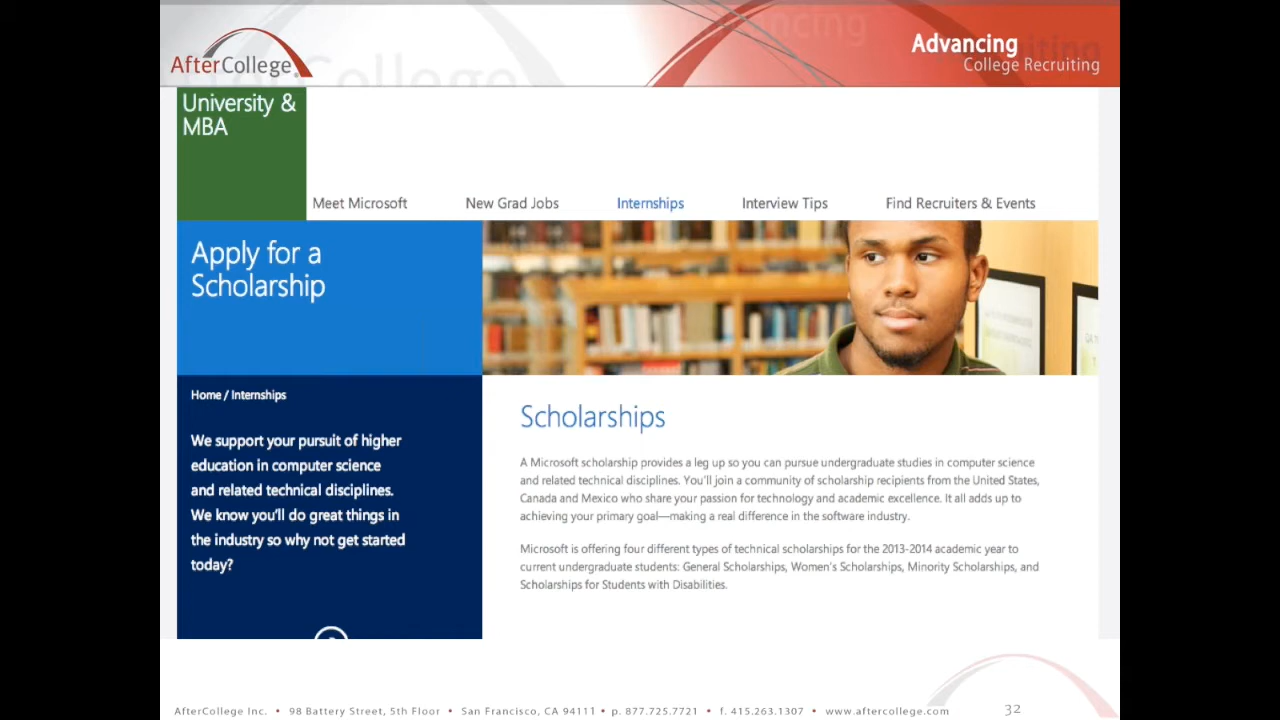 AfterCollege
Advancing
College Recruiting
University &
MBA
Meet Microsoft
New Grad Jobs
Internships
Interview Tips
Find Recruiters & Events
Apply for a
Scholarship
Home / Internships
We support your pursuit of higher
education in computer science
and related technical disciplines.
We know you'll do great things in
the industry so why not get started
today?
Scholarships
A Microsoft scholarship provides a leg up so you can pursue undergraduate studies in computer science
and related technical disciplines. You'll join a community of scholarship recipients from the United States,
Canada and Mexico who share your passion for technology and academic excellence. It all adds up to
achieving your primary goal—making a real difference in the software industry.
Microsoft is offering four different types of technical scholarships for the 2013-2014 academic year to
current undergraduate students: General Scholarships, Women's Scholarships, Minority Scholarships, and
Scholarships for Students with Disabilities.
AfterCollege Inc. • 98 Battery Street, 5th Floor • San Francisco, CA 94111 • p. 877.725.7721 • f. 415.263.1307 • www.aftercollege.com
32